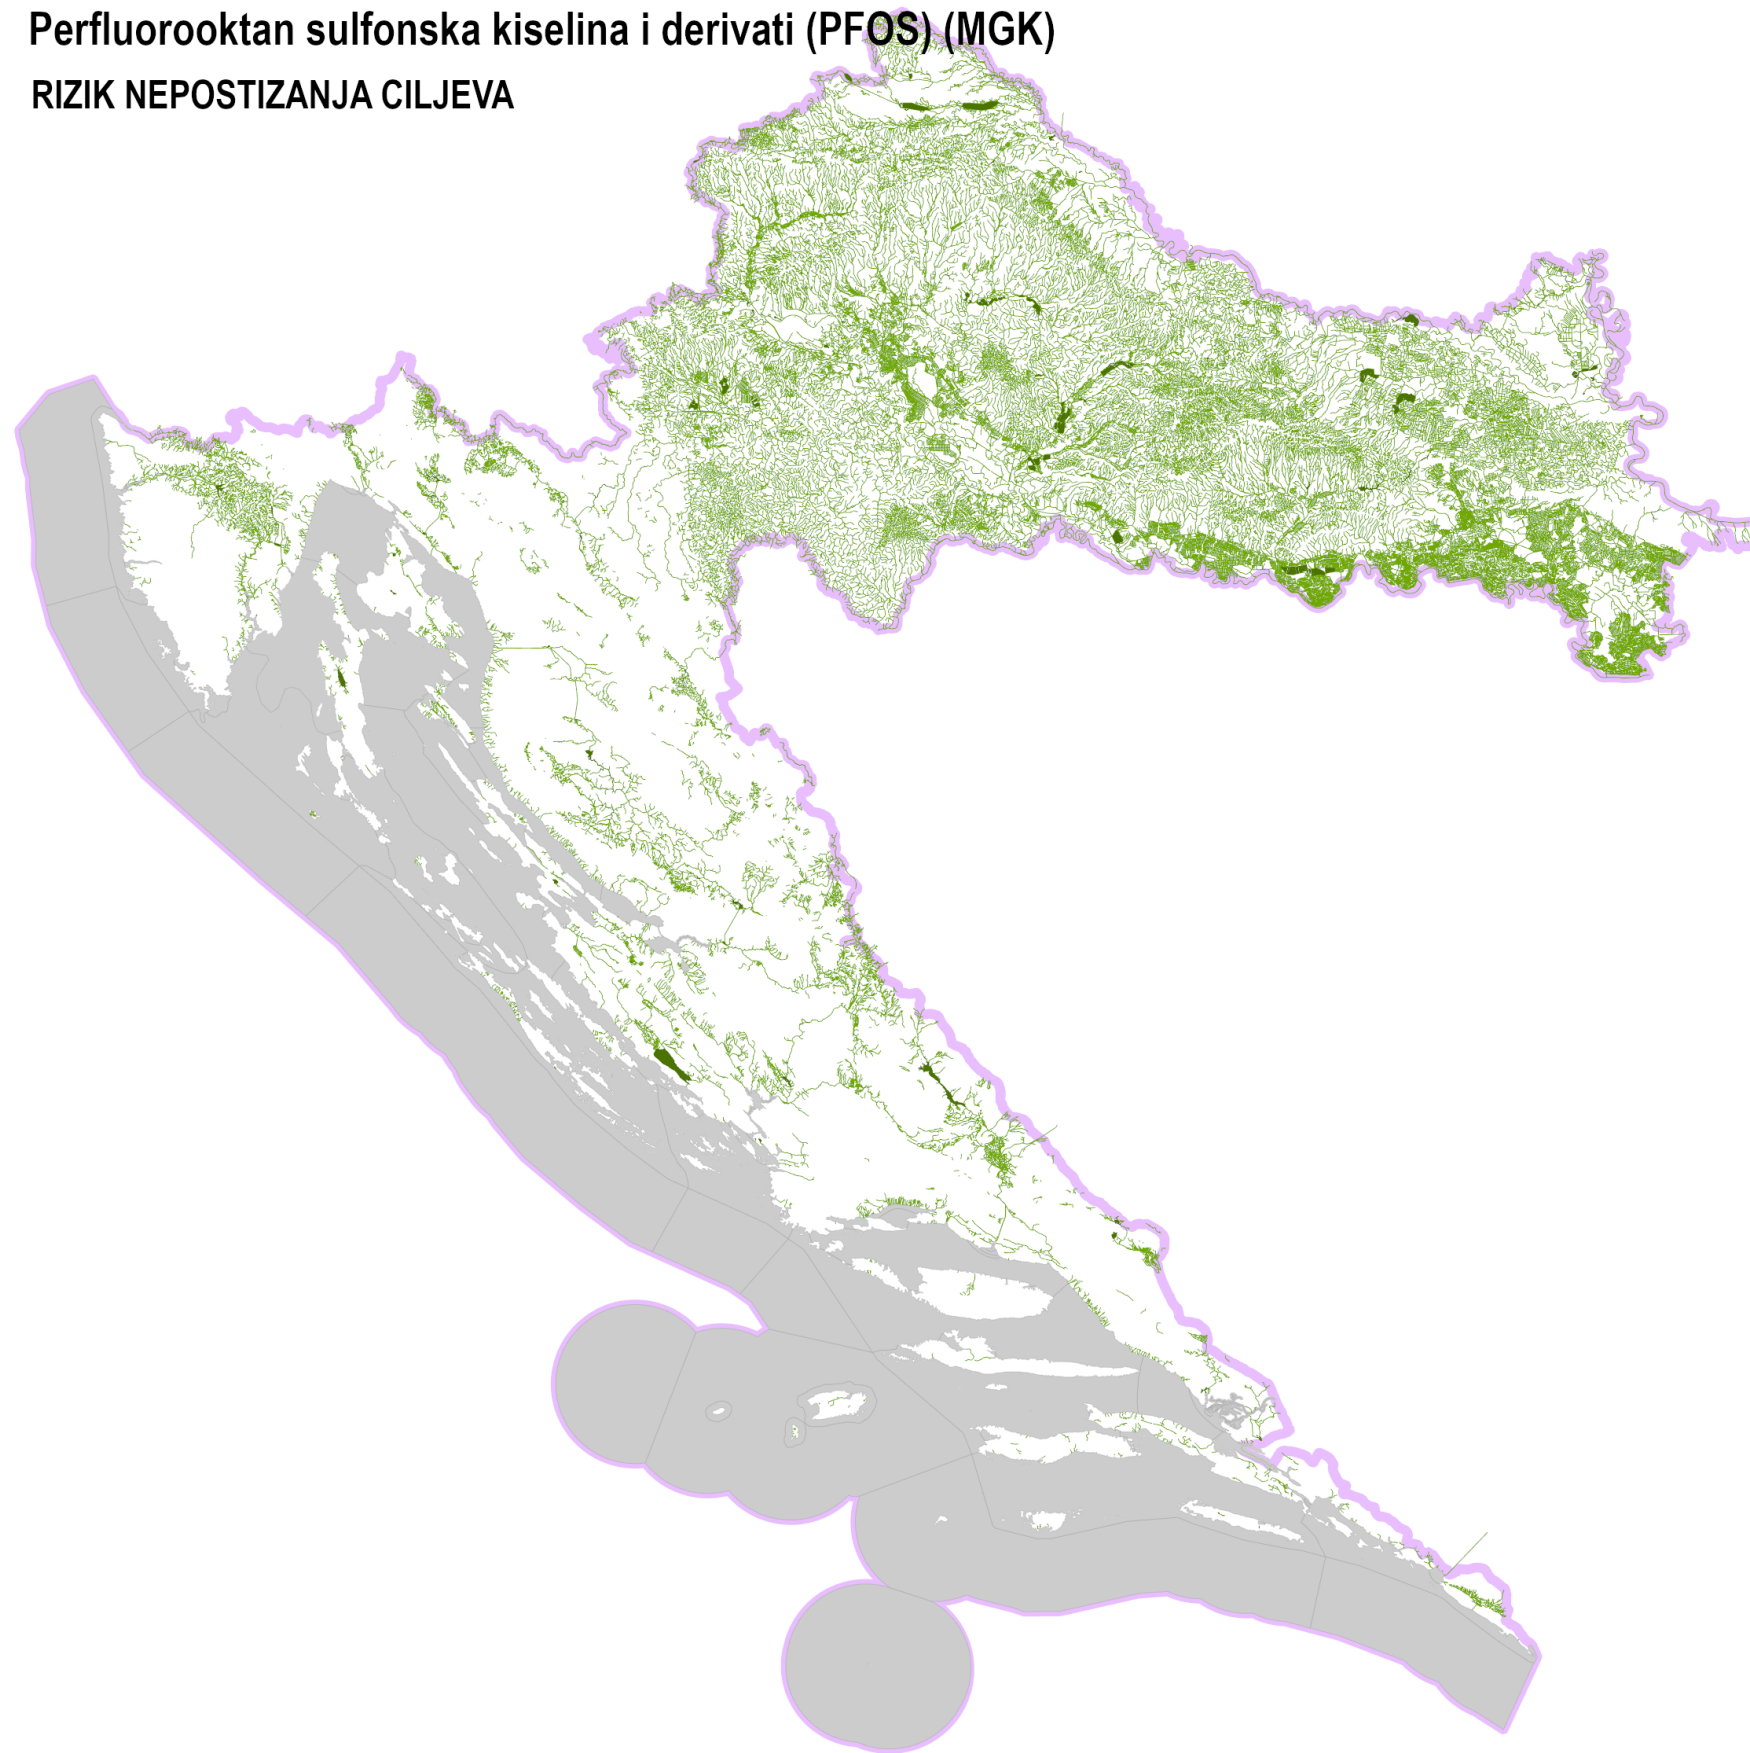 Perfluorooktan sulfonska kiselina i derivati (PFOS) (MGK)
RIZIK NEPOSTIZANJA CILJEVA